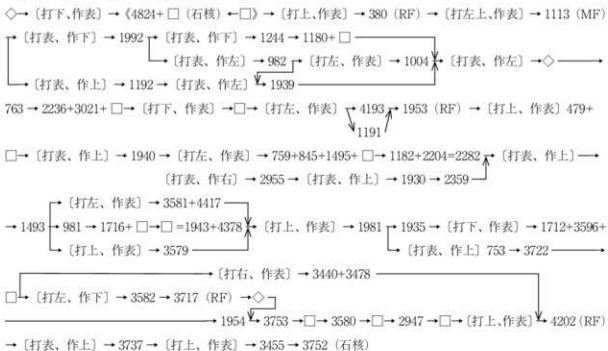 ◇→〔打下、作表〕→《4824+□（石核）←□》→〔打上、作表〕→380（RF）→〔打左上、作表〕→1113（MF）
→〔打表、作下〕→1992→〔打表、作下〕→1244→1180+□
→〔打表、作左〕→982→〔打左、作表〕→1004→〔打表、作左〕→◇
→〔打表、作上〕→1192→〔打表、作左〕→1939
763→2236+3021+□→〔打下、作表〕→□→〔打左、作表〕→4193→1953（RF）→〔打上、作表〕479+
1191
□→〔打表、作上〕→1940→〔打左、作表〕→759+845+1495+□→1182+2204=2282→〔打表、作上〕→
〔打表、作右〕→2955→〔打表、作上〕→1930→2359
→〔打左、作表〕→3581+4417
→1493→981→1716+□→□=1943+4378→〔打上、作表〕→1981→1935→〔打下、作表〕→1712+3596+
→〔打上、作表〕→3579
→〔打表、作上〕753→3722
→〔打右、作表〕→3440+3478
□→〔打左、作下〕→3582→3717（RF）→◇
1954→3753→□→3580→□→2947→□→〔打上、作表〕→4202（RF）
→〔打表、作上〕→3737→〔打上、作表〕→3455→3752（石核）